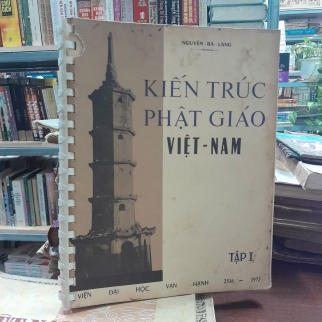 NGUYỄN-BÁ-LĂNG
KIẾN TRÚC
PHẬT GIÁO
VIỆT-NAM
TẬP I
VIỆN ĐẠI HỌC VẠN HẠNH 2516 - 1972